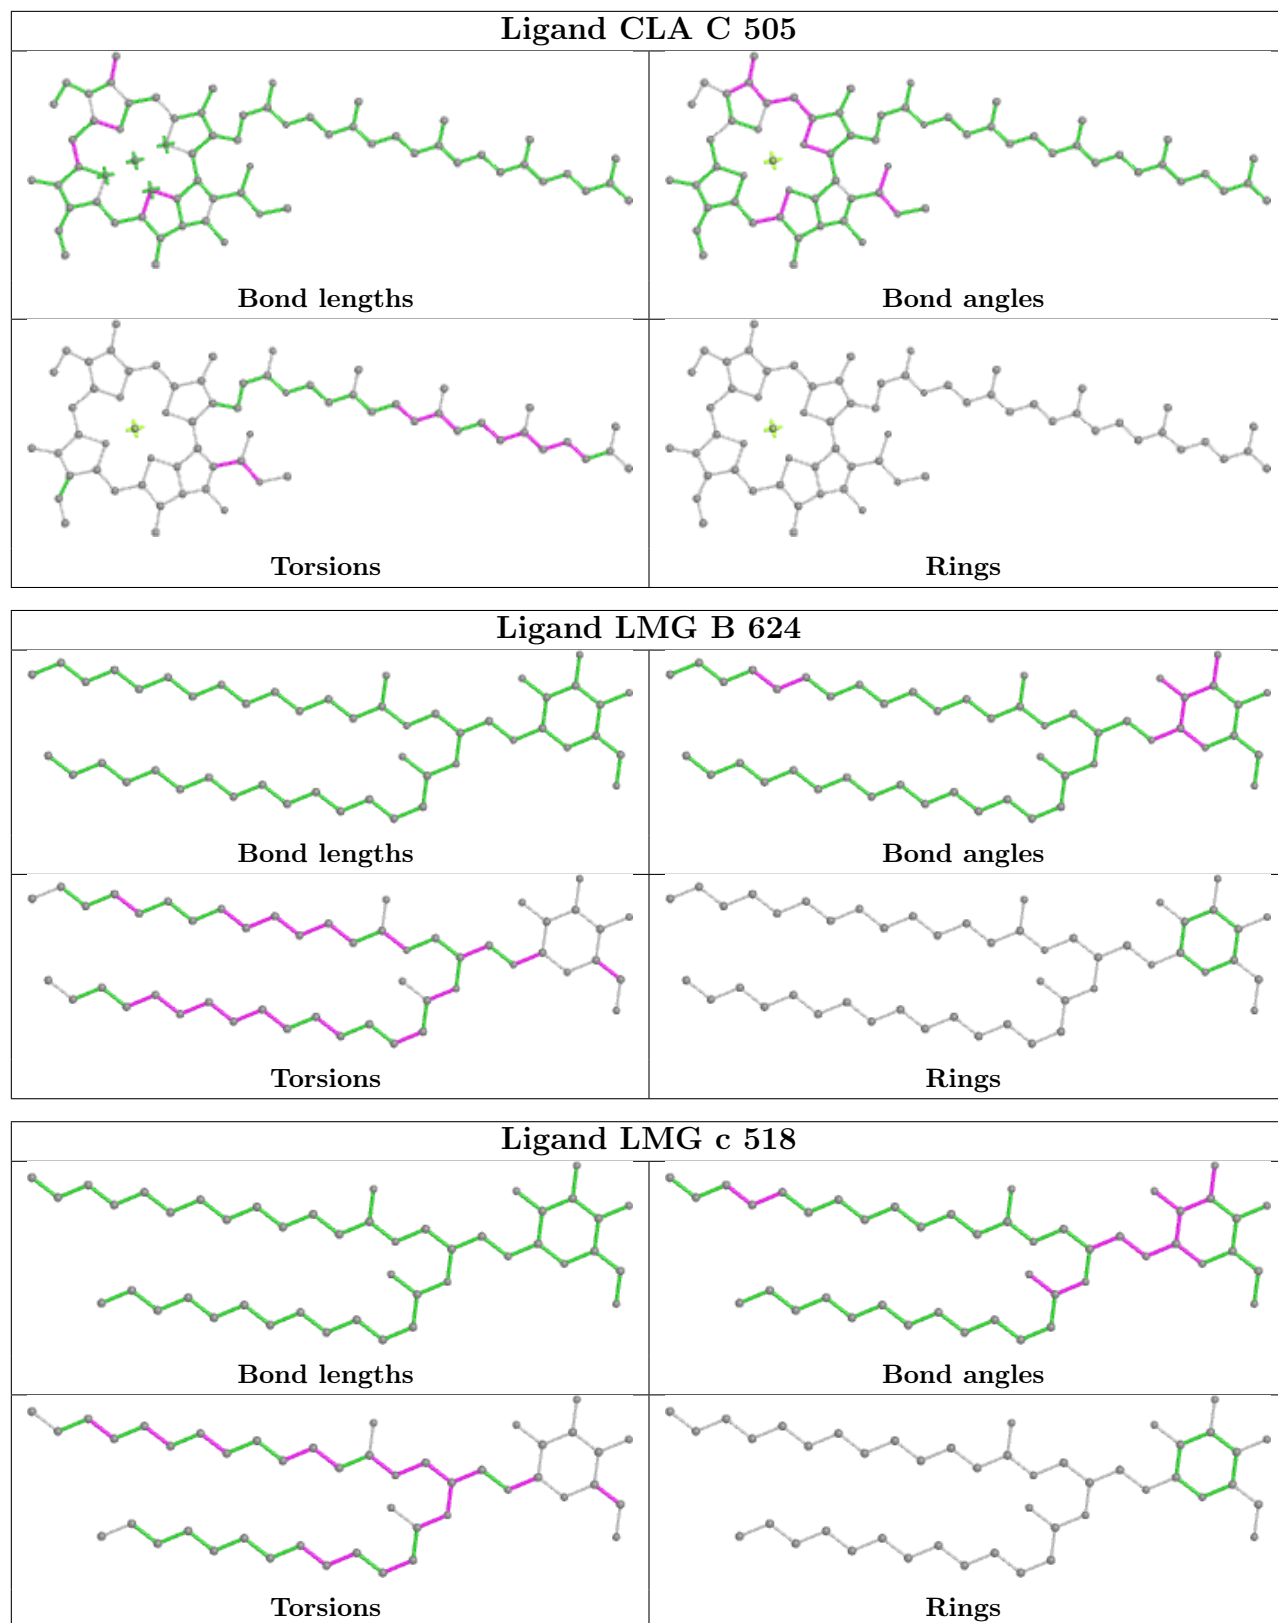 Ligand CLA C 505
Bond lengths
Bond angles
Torsions
Rings
Ligand LMG B 624
Bond lengths
Bond angles
Torsions
Rings
Ligand LMG c 518
Bond lengths
Bond angles
Torsions
Rings